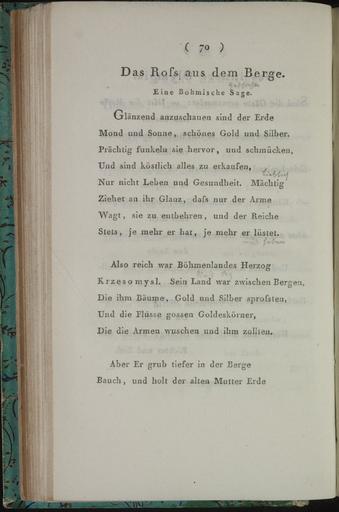 ( 70 )
Das Roſs aus dem Berge.
Eine Bohmische Sage.
Glänzend anzuschauen sind der Erde
Mond und Sonne, schönes Gold und Silber.
Prächtig funkeln sie hervor, und schmücken,
Und sind köstlich alles zu erkaufen,
Nur nicht Leben und Gesundheit. Mächtig
Ziehet an ihr Glanz, daſs nur der Arme
Wagt, sie zu entbehren, und der Reiche
Stets, je mehr er hat, je mehr er lüstet.
Also reich war Böhmenlandes Herzog
Krzesomysl. Sein Land war zwischen Bergen,
Die ihm Bäume, Gold und Silber sproſsten,
Und die Flüsse gossen Goldeskörner,
Die die Armen wuschen und ihm zollten.
Aber Er grub tiefer in der Berge
Bauch, und holt der alten Mutter Erde